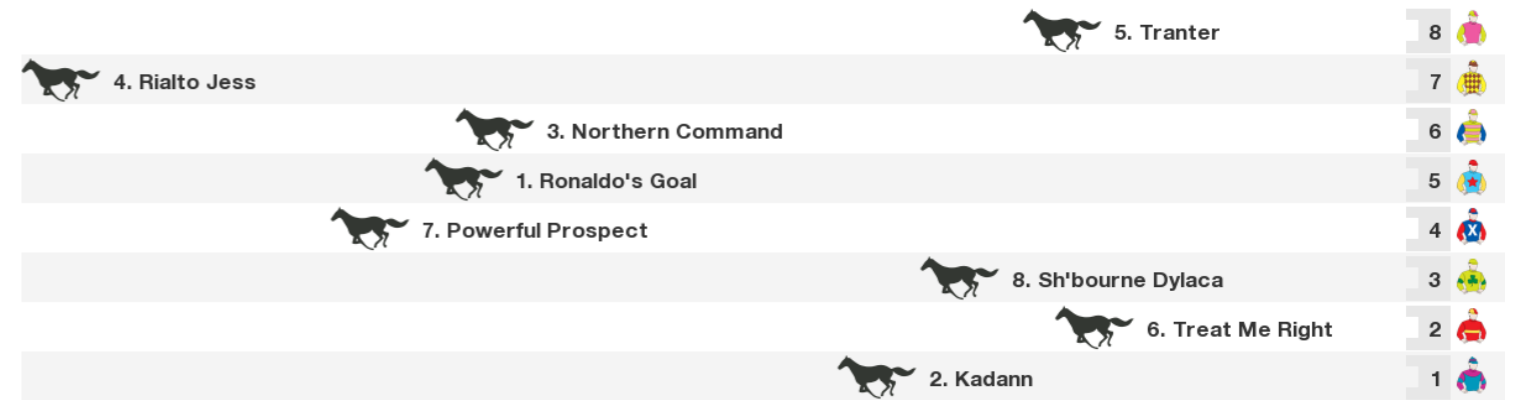 5. Tranter 8
4. Rialto Jess 7
3. Northern Command 6
1. Ronaldo's Goal 5
7. Powerful Prospect 4 X
8. Sh'bourne Dylaca 3
6. Treat Me Right 2
2. Kadann 1